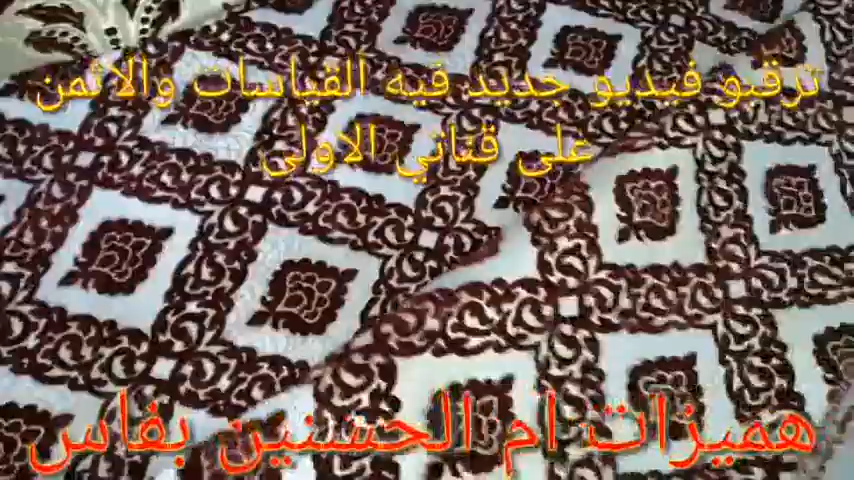 ترقبو فيديو جديد فيه القياسات والاثمن
على قناتي الاولى
هميزات ام الحسنين بفاس